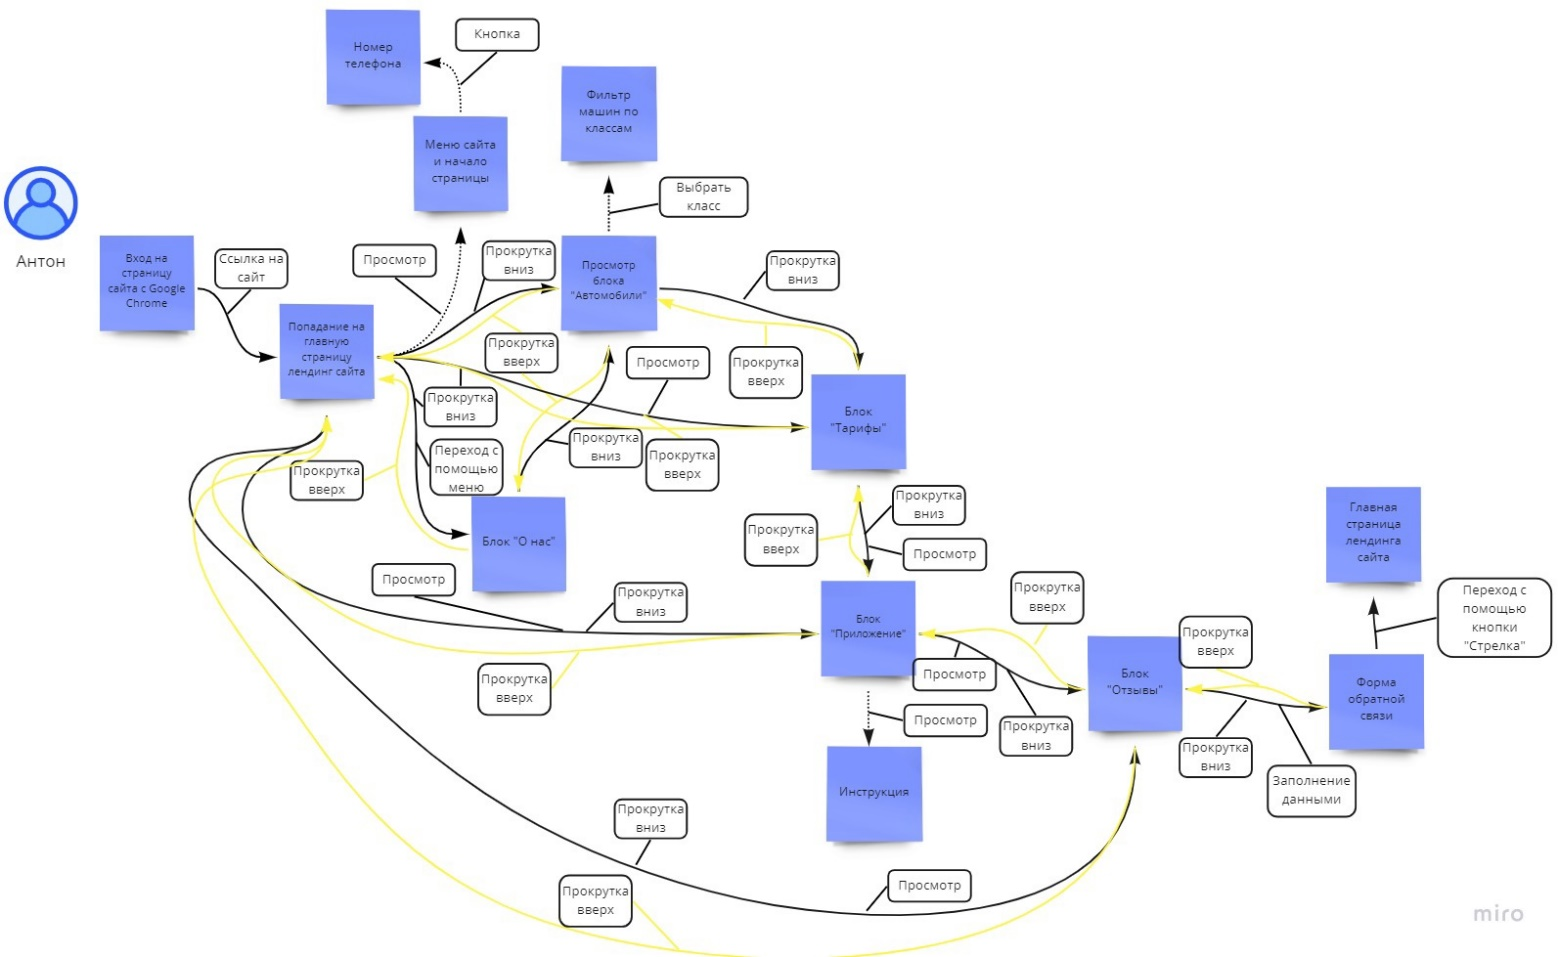 Номер
телефона
Кнопка
Меню сайта
и начало
страницы
Фильтр
машин по
классам
Выбрать
класс
Антон
Вход на
страницу
сайта с Google
Chrome
Ссылка на
сайт
Просмотр
Прокрутка
вниз
Просмотр
блока
"Автомобили"
Прокрутка
вниз
Попадание на
главную
страницу
лендинг сайта
Прокрутка
вверх
Просмотр
Прокрутка
вверх
Прокрутка
вниз
Блок
"Тарифы"
Прокрутка
вверх
Переход с
помощью
меню
Прокрутка
вниз
Прокрутка
вверх
Блок "О нас"
Прокрутка
вверх
Прокрутка
вниз
Просмотр
Главная
страница
лендинга
сайта
Просмотр
Прокрутка
вниз
Блок
"Приложение"
Прокрутка
вверх
Переход с
помощью
кнопки
"Стрелка"
Прокрутка
вверх
Прокрутка
вверх
Просмотр
Блок
"Отзывы"
Форма
обратной
связи
Просмотр
Прокрутка
вниз
Прокрутка
вниз
Заполнение
данными
Инструкция
Прокрутка
вниз
Просмотр
Прокрутка
вверх
miro